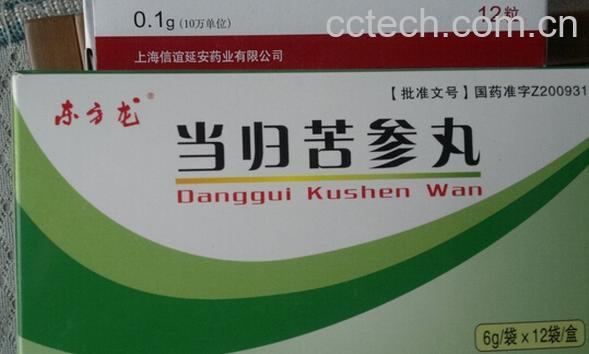 0.1g（10万单位）
12粒
cctech.com.cn
上海信谊延安药业有限公司
东方龙®
【批准文号】国药准字Z200931
当归苦参丸
Danggui Kushen Wan
6g/袋×12袋/盒